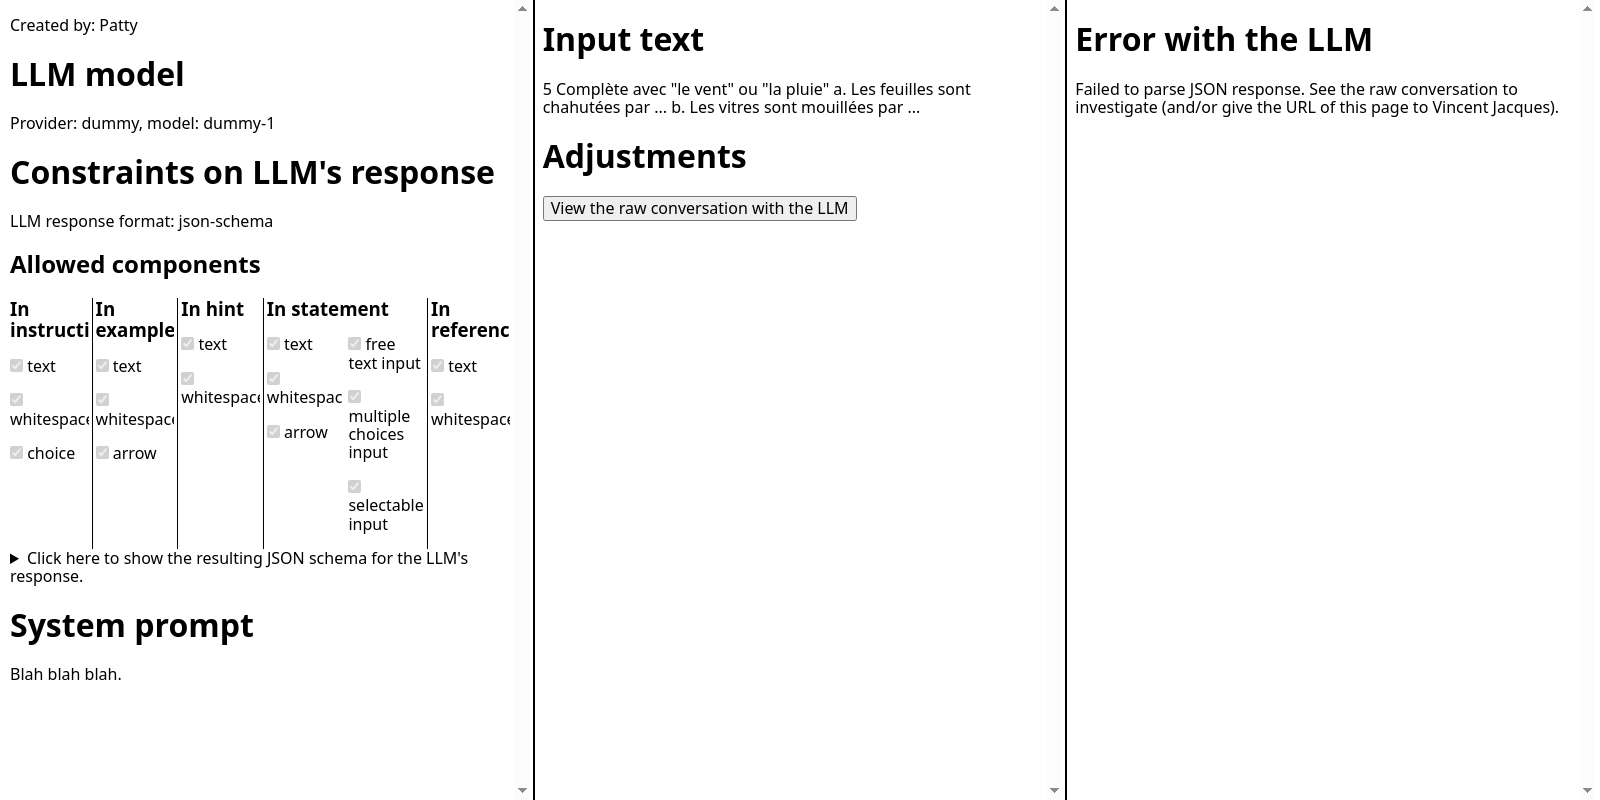 Created by: Patty
LLM model
Provider: dummy, model: dummy-1
Constraints on LLM's response
LLM response format: json-schema
Allowed components
In
instructi
text
whitespace
choice
In
example
text
whitespace
arrow
In hint
text
whitespace
In statement
text
whitespac
arrow
free
text input
multiple
choices
input
selectable
input
In
referenc
text
whitespace
Click here to show the resulting JSON schema for the LLM's
response.
System prompt
Blah blah blah.
Input text
5 Complète avec "le vent" ou "la pluie" a. Les feuilles sont
chahutées par ... b. Les vitres sont mouillées par ...
Adjustments
View the raw conversation with the LLM
Error with the LLM
Failed to parse JSON response. See the raw conversation to
investigate (and/or give the URL of this page to Vincent Jacques).